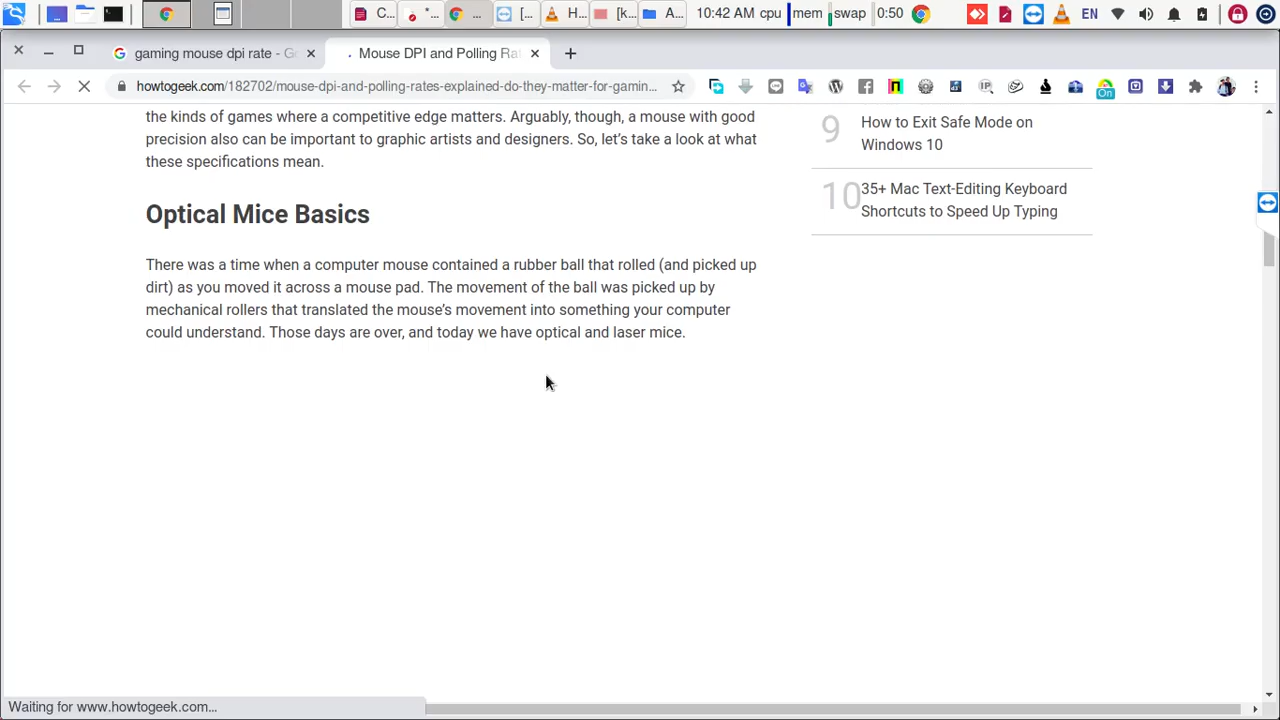 C...
*...
...
[...
H...
[k...
A...
10:42 AM cpu mem swap 0:50
EN
gaming mouse dpi rate - Go
Mouse DPI and Polling Rat
howtogeek.com/182702/mouse-dpi-and-polling-rates-explained-do-they-matter-for-gamin...
IP
On
the kinds of games where a competitive edge matters. Arguably, though, a mouse with good
precision also can be important to graphic artists and designers. So, let's take a look at what
these specifications mean.
Optical Mice Basics
There was a time when a computer mouse contained a rubber ball that rolled (and picked up
dirt) as you moved it across a mouse pad. The movement of the ball was picked up by
mechanical rollers that translated the mouse's movement into something your computer
could understand. Those days are over, and today we have optical and laser mice.
9
How to Exit Safe Mode on
Windows 10
10
35+ Mac Text-Editing Keyboard
Shortcuts to Speed Up Typing
Waiting for www.howtogeek.com...